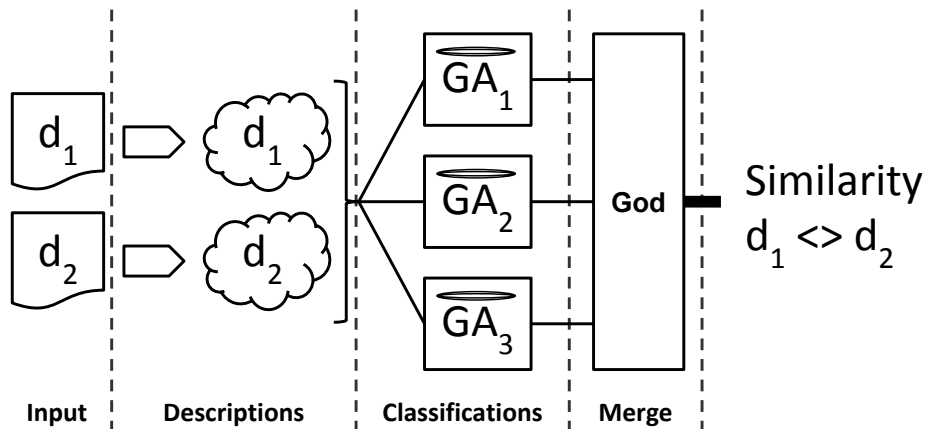 d1
d2
d1
d2
GA1
GA2
GA3
God
Similarity
d1 <> d2
Input
Descriptions
Classifications
Merge